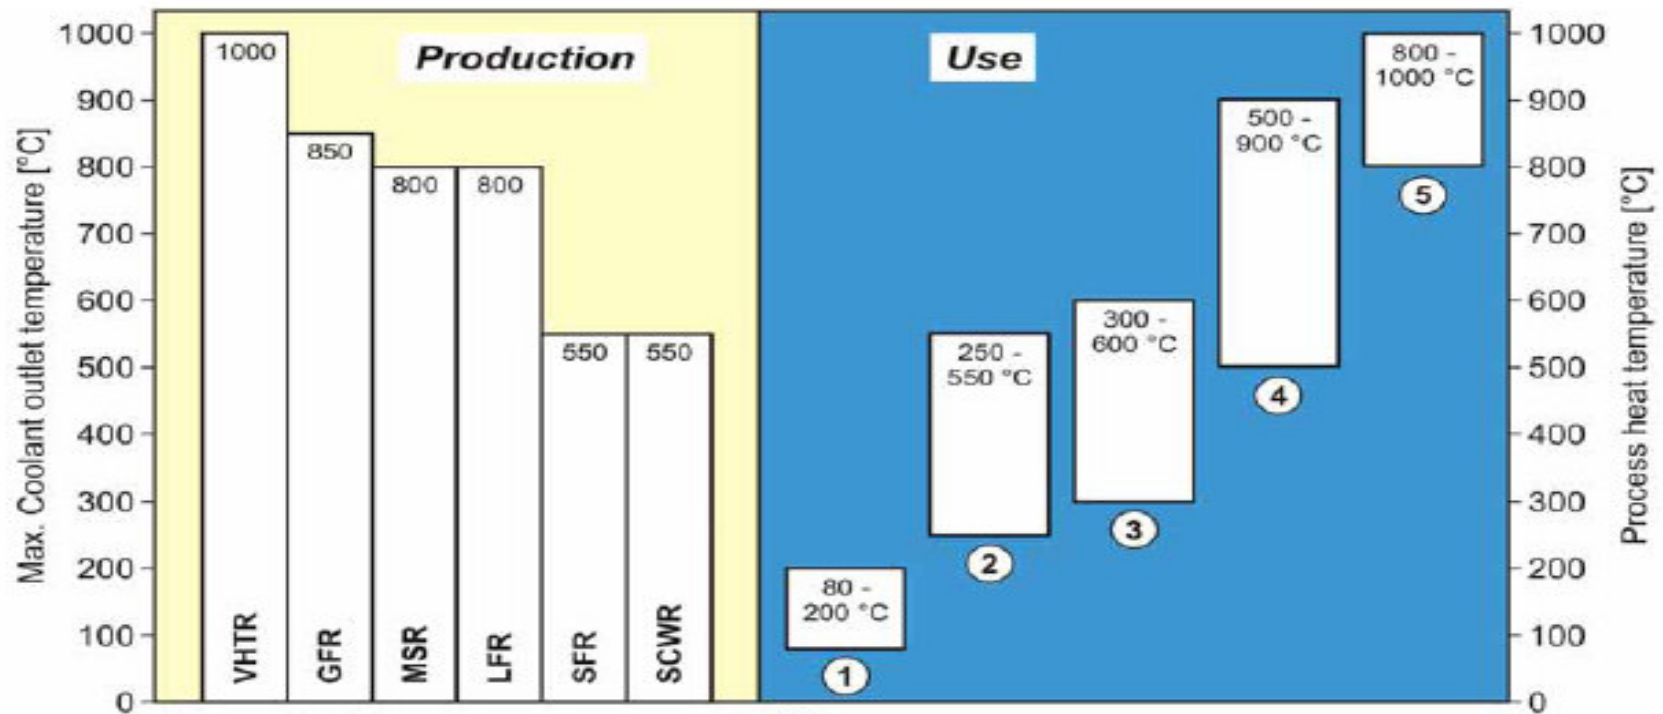 Max. Coolant outlet temperature [°C]
1000
900
800
700
600
500
400
300
200
100
0
Production
1000
850
800
800
550
550
VHTR
GFR
MSR
LFR
SFR
SCWR
Use
80 -
200 °C
1
250 -
550 °C
2
300 -
600 °C
3
500 -
900 °C
4
800 -
1000 °C
5
1000
900
800
700
600
500
400
300
200
100
0
Process heat temperature [°C]